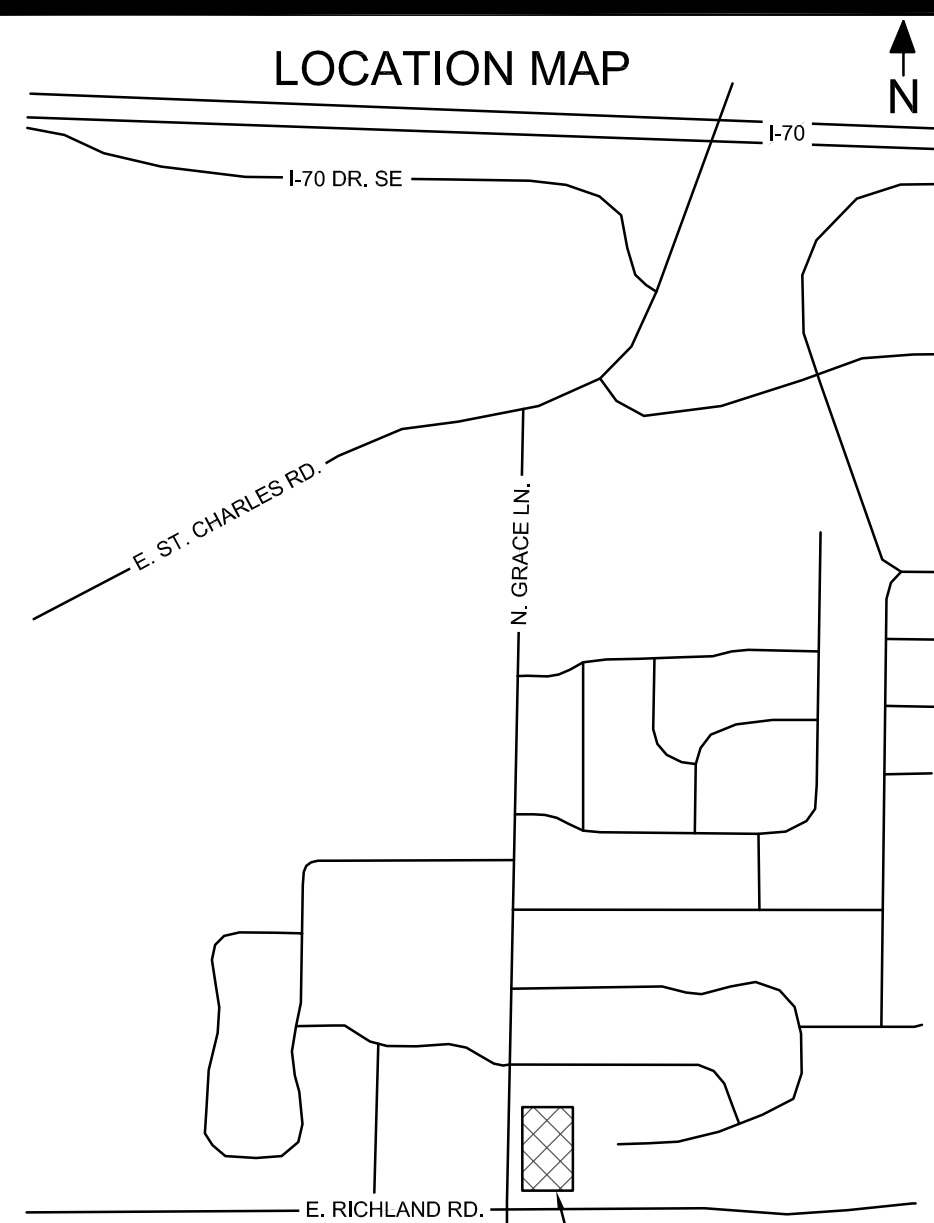 LOCATION MAP
N
I-70
I-70 DR. SE
E. ST. CHARLES RD.
N. GRACE LN.
E. RICHLAND RD.